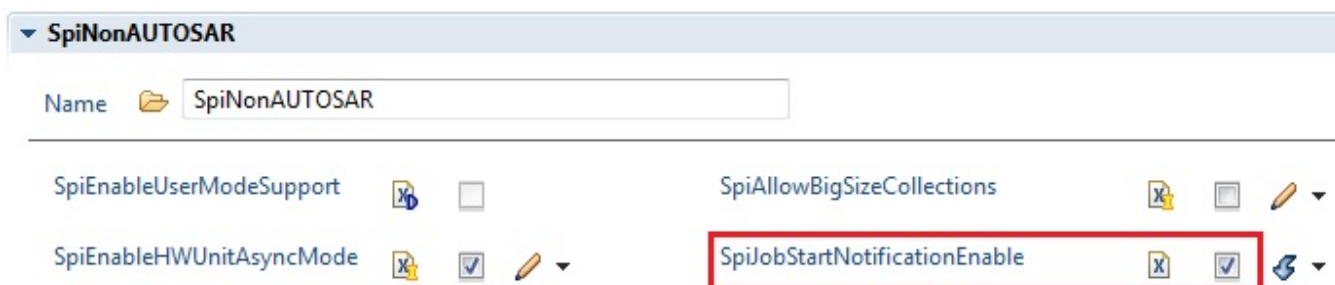 SpiNonAUTOSAR
Name SpiNonAUTOSAR
SpiEnableUserModeSupport SpiAllowBigSizeCollections
SpiEnableHWUnitAsyncMode SpiJobStartNotificationEnable